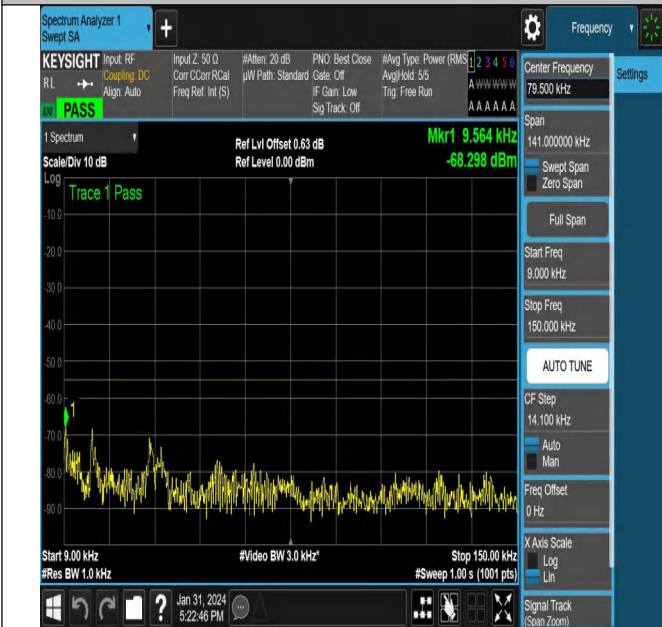 Spectrum Analyzer 1
Swept SA
+
Frequency
KEYSIGHT
RL
PASS
Input: RF
Coupling: DC
Align: Auto
Input Z: 50 Ω
Corr CCorr RCal
Freq Ref: Int (S)
#Atten: 20 dB
µW Path: Standard
PNO: Best Close
Gate: Off
IF Gain: Low
Sig Track: Off
#Avg Type: Power (RMS
Avg|Hold: 5/5
Trig: Free Run
1 2 3 4 5 6
A W W W W W
A A A A A A
1 Spectrum
Scale/Div 10 dB
Ref Lvl Offset 0.63 dB
Ref Level 0.00 dBm
Mkr1 9.564 kHz
-68.298 dBm
Log
Trace 1 Pass
-10.0
-20.0
-30.0
-40.0
-50.0
-60.0
-70.0
-80.0
-90.0
1
Start 9.00 kHz
#Res BW 1.0 kHz
#Video BW 3.0 kHz*
Stop 150.00 kHz
#Sweep 1.00 s (1001 pts)
Jan 31, 2024
5:22:46 PM
?
Center Frequency
79.500 kHz
Settings
Span
141.000000 kHz
Swept Span
Zero Span
Full Span
Start Freq
9.000 kHz
Stop Freq
150.000 kHz
AUTO TUNE
CF Step
14.100 kHz
Auto
Man
Freq Offset
0 Hz
X Axis Scale
Log
Lin
Signal Track
(Span Zoom)